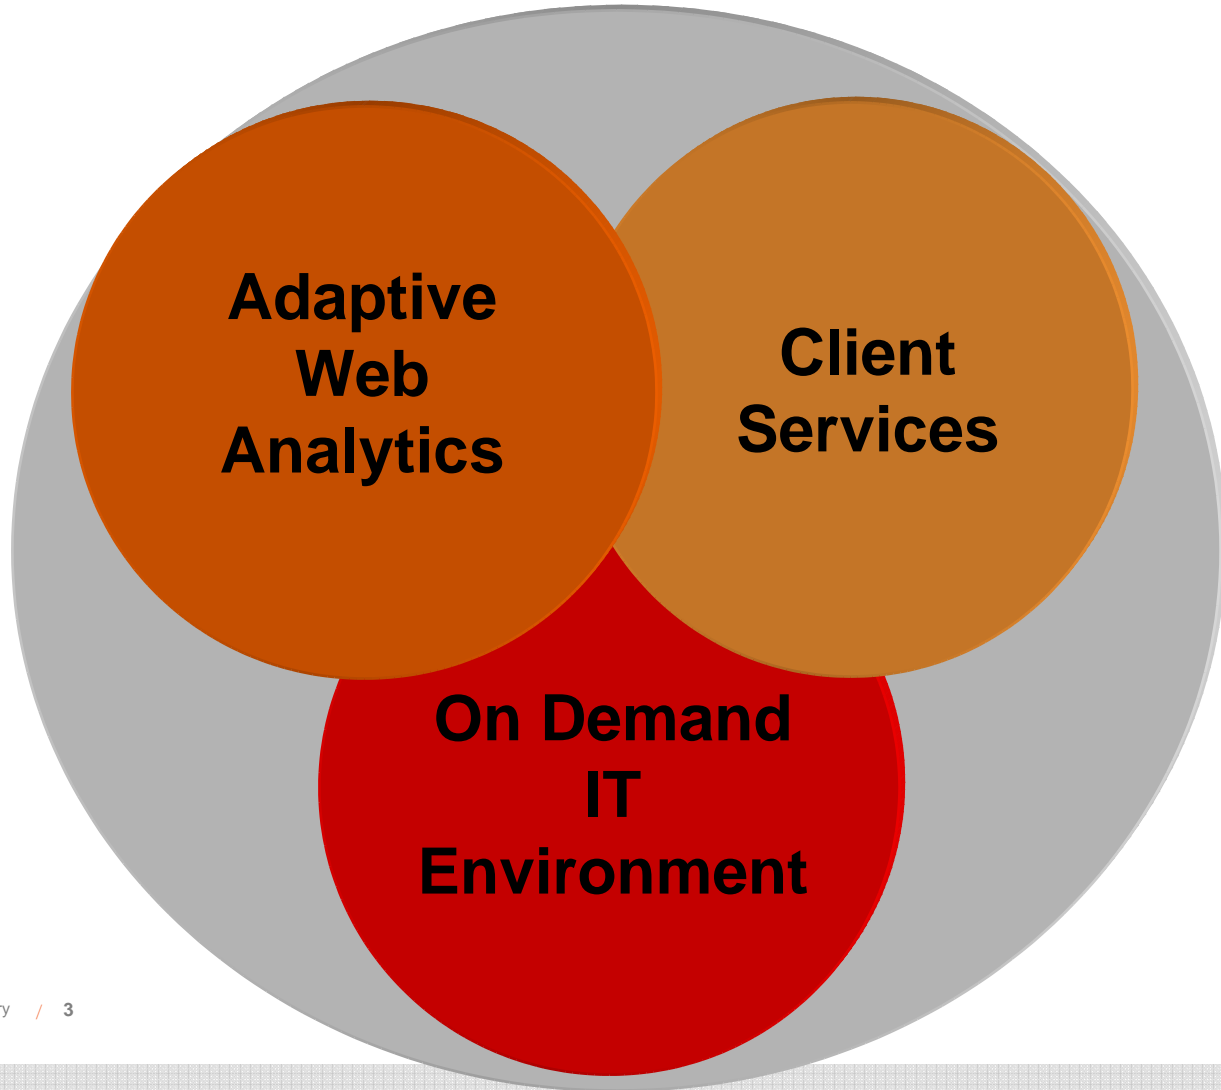 Adaptive
Web
Analytics
Client
Services
On Demand
IT
Environment
/ 3